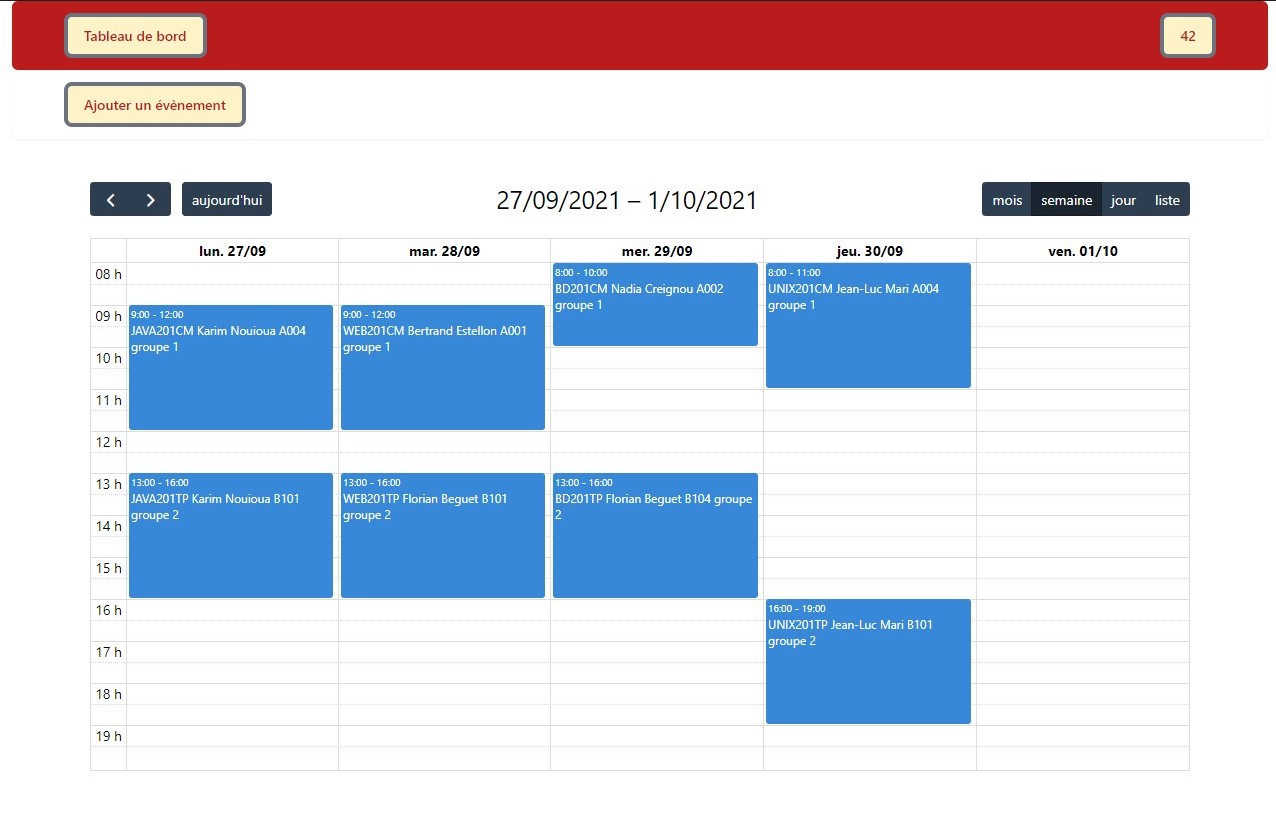 Tableau de bord
42
Ajouter un évènement
aujourd'hui
27/09/2021 – 1/10/2021
mois semaine jour liste
lun. 27/09
mar. 28/09
mer. 29/09
jeu. 30/09
ven. 01/10
08 h
09 h
10 h
11 h
12 h
13 h
14 h
15 h
16 h
17 h
18 h
19 h
9:00 - 12:00
JAVA201CM Karim Nouioua A004
groupe 1
13:00 - 16:00
JAVA201TP Karim Nouioua B101
groupe 2
9:00 - 12:00
WEB201CM Bertrand Estellon A001
groupe 1
13:00 - 16:00
WEB201TP Florian Beguet B101
groupe 2
8:00 - 10:00
BD201CM Nadia Creignou A002
groupe 1
13:00 - 16:00
BD201TP Florian Beguet B104 groupe
2
8:00 - 11:00
UNIX201CM Jean-Luc Mari A004
groupe 1
16:00 - 19:00
UNIX201TP Jean-Luc Mari B101
groupe 2